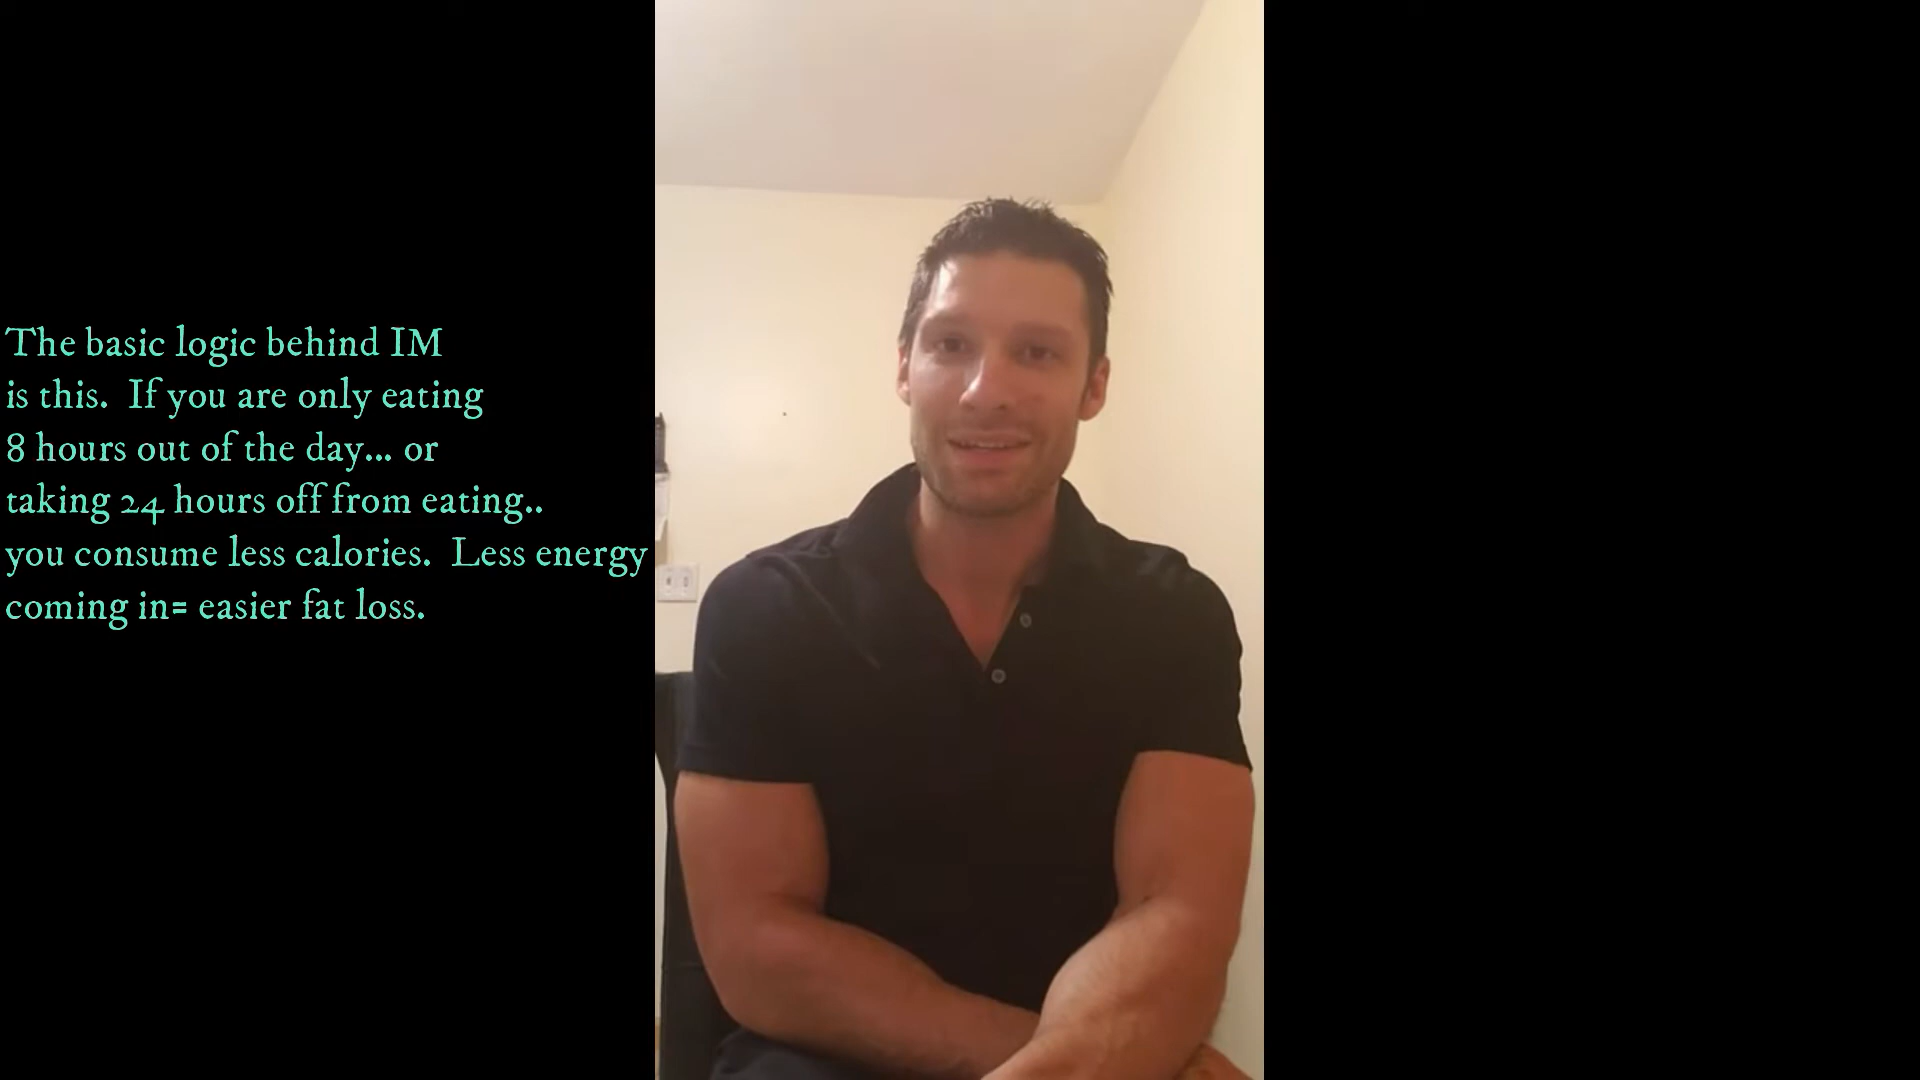 The basic logic behind IM
is this.  If you are only eating
8 hours out of the day... or
taking 24 hours off from eating..
you consume less calories.  Less energy
coming in= easier fat loss.